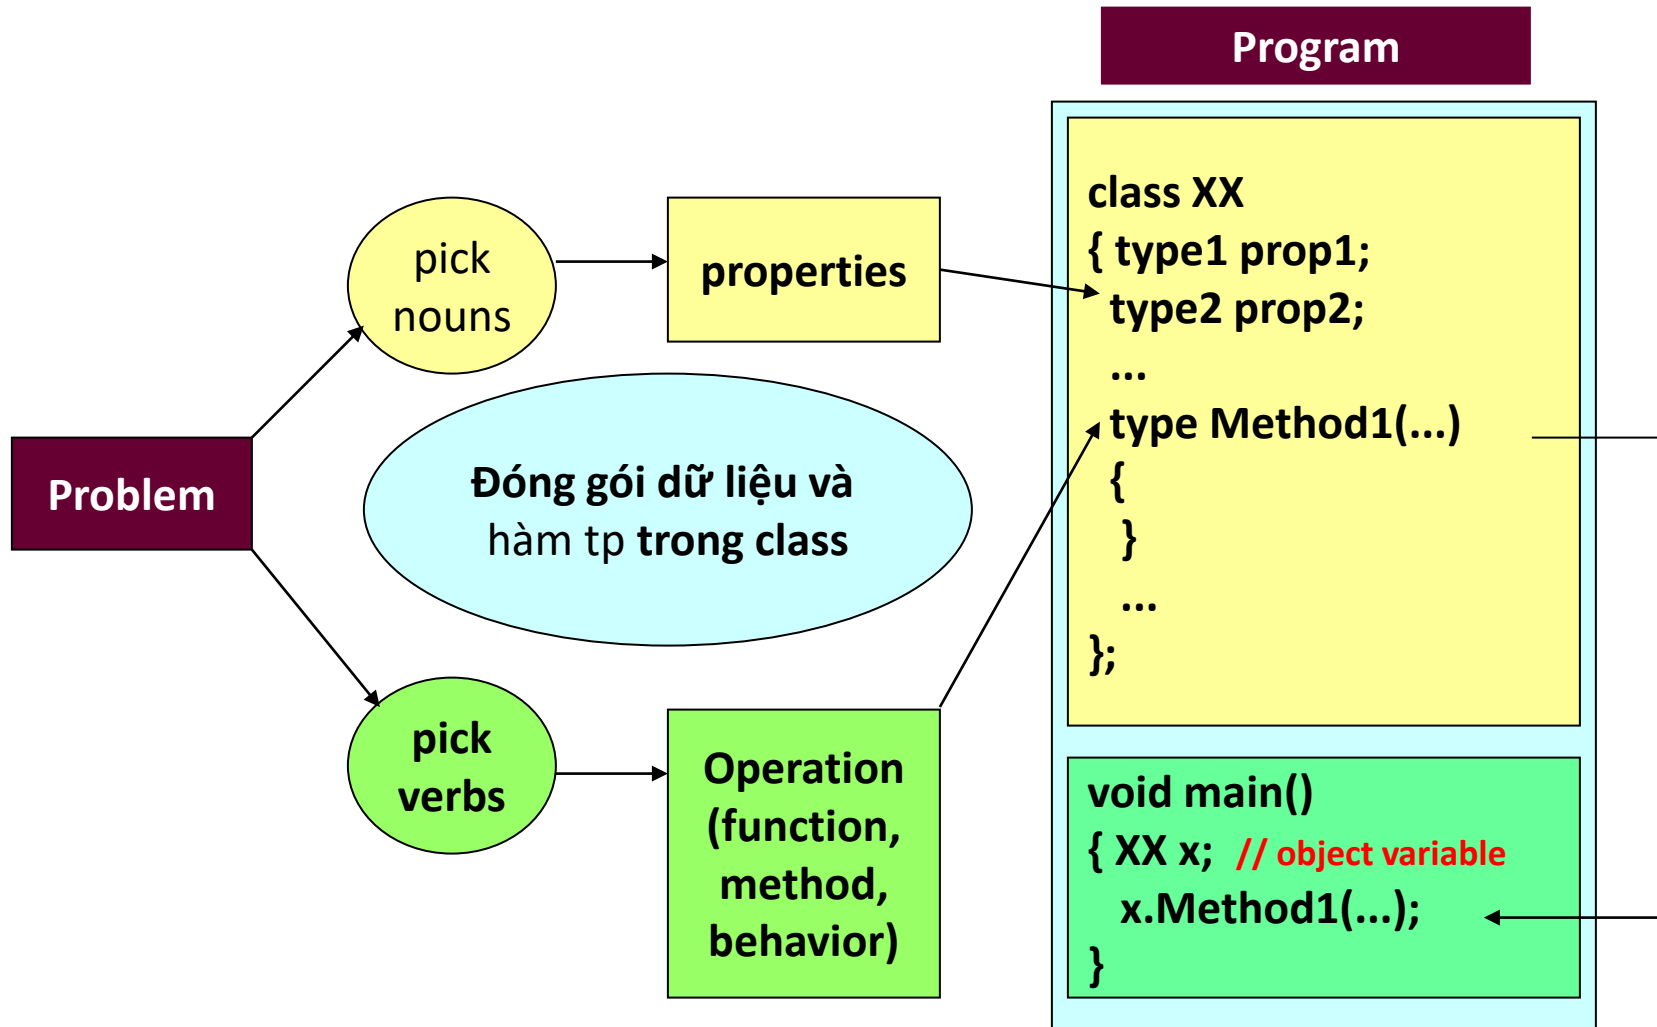 Program
Problem
pick
nouns
properties
Đóng gói dữ liệu và
hàm tp trong class
pick
verbs
Operation
(function,
method,
behavior)
class XX
{ type1 prop1;
type2 prop2;
...
type Method1(...)
{
}
...
};
void main()
{ XX x; // object variable
x.Method1(...);
}